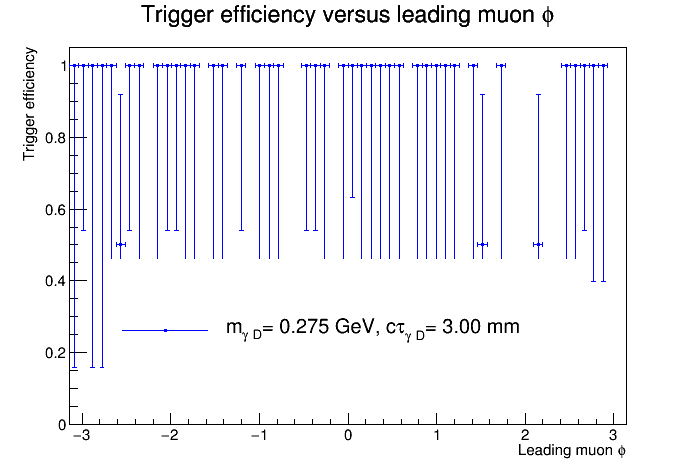 Trigger efficiency versus leading muon ϕ
Trigger efficiency
1
0.8
0.6
0.4
0.2
0
m_γ D = 0.275 GeV, cτ_γ D = 3.00 mm
−3 −2 −1 0 1 2 3
Leading muon ϕ